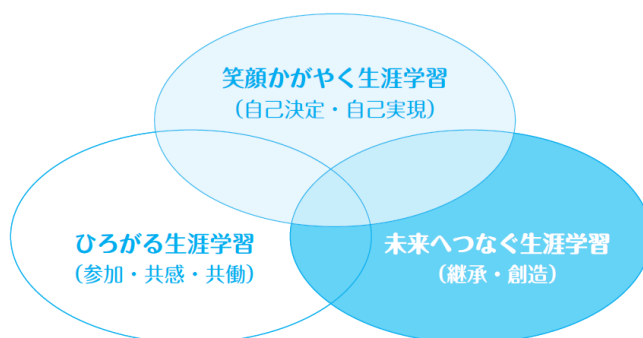 笑顔かがやく生涯学習
（自己決定・自己実現）
ひろがる生涯学習
（参加・共感・共働）
未来へつなぐ生涯学習
（継承・創造）